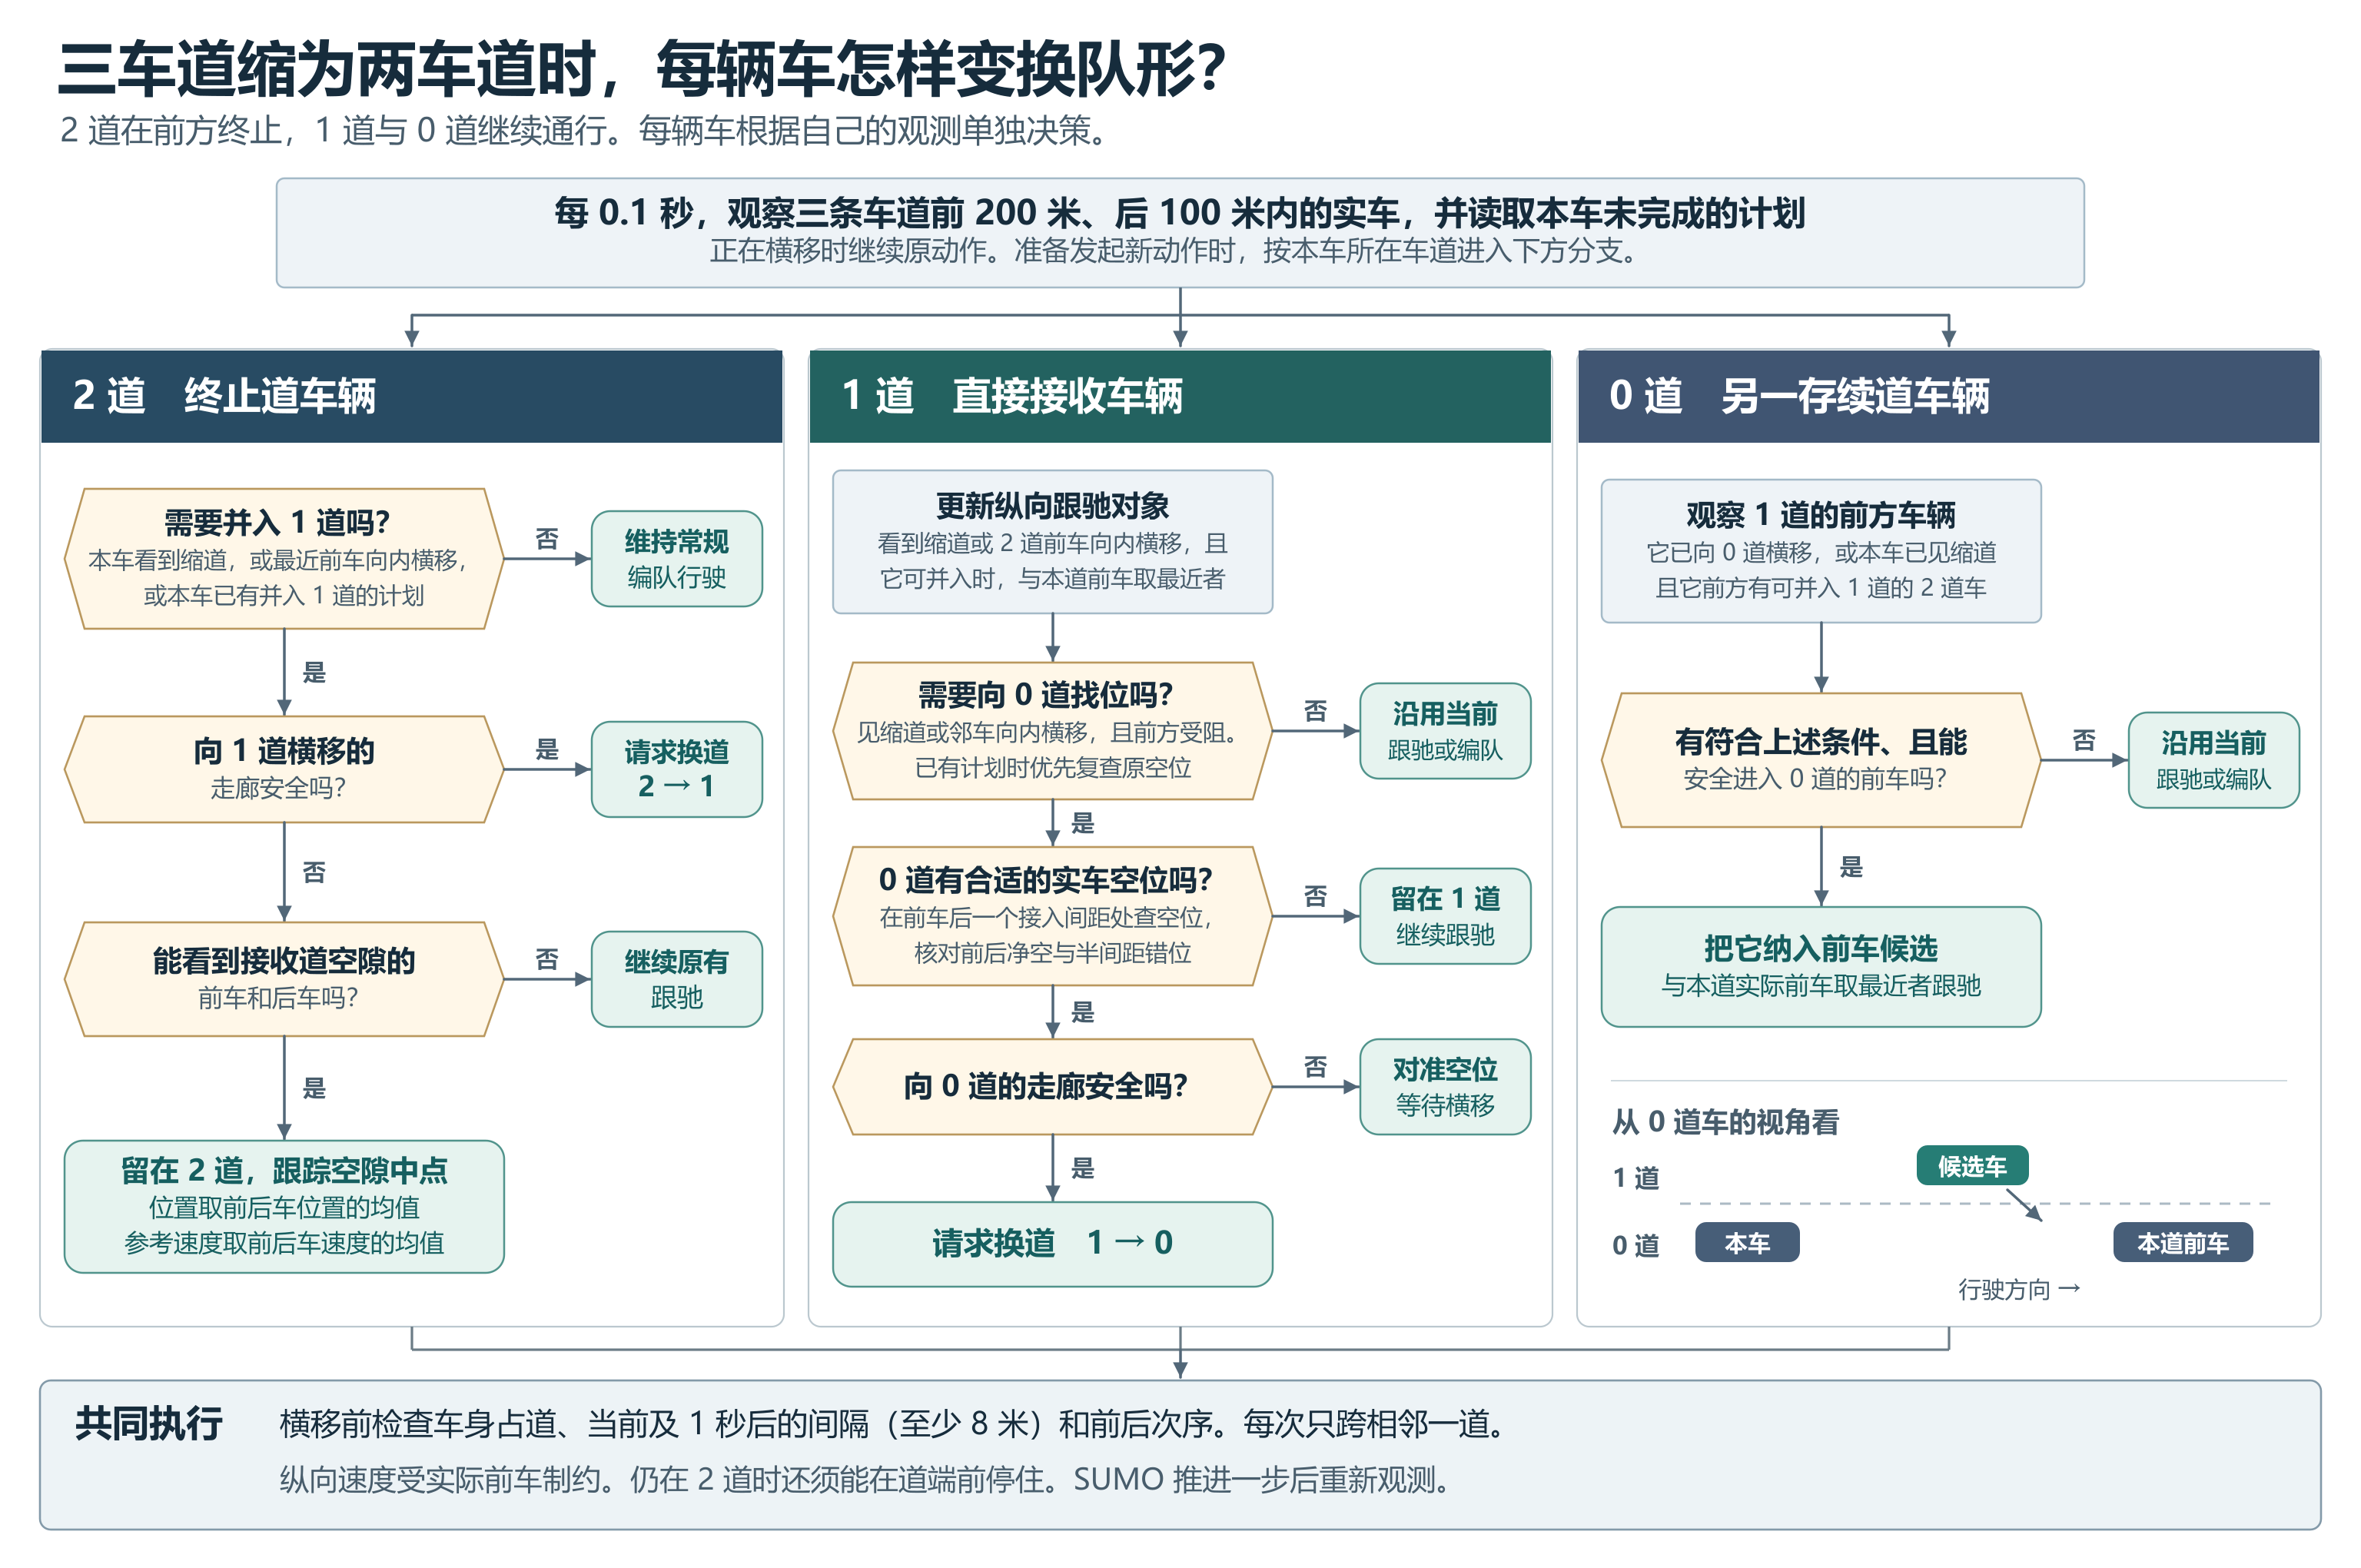 三车道缩为两车道时，每辆车怎样变换队形？
2 道在前方终止，1 道与 0 道继续通行。每辆车根据自己的观测单独决策。
每 0.1 秒，观察三条车道前 200 米、后 100 米内的实车，并读取本车未完成的计划
正在横移时继续原动作。准备发起新动作时，按本车所在车道进入下方分支。
2 道　终止道车辆
需要并入 1 道吗？
本车看到缩道，或最近前车向内横移，
或本车已有并入 1 道的计划
否
维持常规
编队行驶
是
向 1 道横移的
走廊安全吗？
是
请求换道
2 → 1
否
能看到接收道空隙的
前车和后车吗？
否
继续原有
跟驰
是
留在 2 道，跟踪空隙中点
位置取前后车位置的均值
参考速度取前后车速度的均值
1 道　直接接收车辆
更新纵向跟驰对象
看到缩道或 2 道前车向内横移，且
它可并入时，与本道前车取最近者
需要向 0 道找位吗？
见缩道或邻车向内横移，且前方受阻。
已有计划时优先复查原空位
否
沿用当前
跟驰或编队
是
0 道有合适的实车空位吗？
在前车后一个接入间距处查空位，
核对前后净空与半间距错位
否
留在 1 道
继续跟驰
是
向 0 道的走廊安全吗？
否
对准空位
等待横移
是
请求换道　1 → 0
0 道　另一存续道车辆
观察 1 道的前方车辆
它已向 0 道横移，或本车已见缩道
且它前方有可并入 1 道的 2 道车
有符合上述条件、且能
安全进入 0 道的前车吗？
否
沿用当前
跟驰或编队
是
把它纳入前车候选
与本道实际前车取最近者跟驰
从 0 道车的视角看
1 道
候选车
0 道
本车
本道前车
行驶方向 →
共同执行
横移前检查车身占道、当前及 1 秒后的间隔（至少 8 米）和前后次序。每次只跨相邻一道。
纵向速度受实际前车制约。仍在 2 道时还须能在道端前停住。SUMO 推进一步后重新观测。